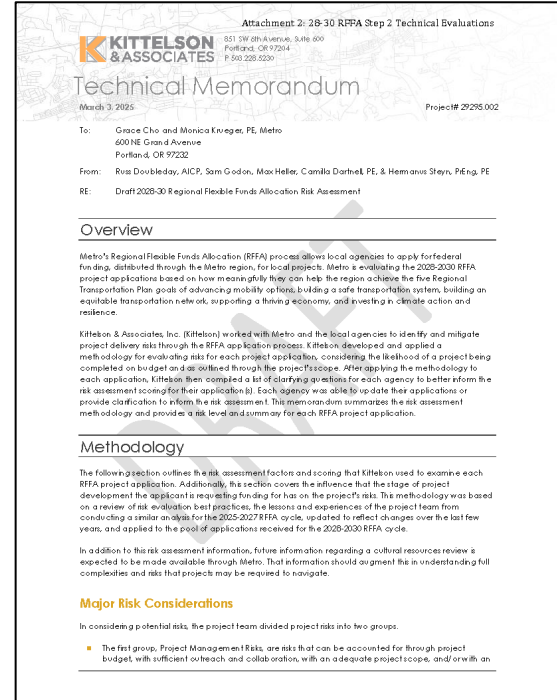 Attachment 2: 28-30 RFFA Step 2 Technical Evaluations
KITTELSON
& ASSOCIATES
851 SW 6th Avenue, Suite 600
Portland, OR 97204
P 503.228.5230
Technical Memorandum
March 3, 2025 Project# 29295.002
To: Grace Cho and Monica Krueger, PE, Metro
600 NE Grand Avenue
Portland, OR 97232
From: Russ Doubleday, AICP, Sam Godon, Max Heller, Camilla Dartnell, PE, & Hermanus Steyn, PrEng, PE
RE: Draft 2028-30 Regional Flexible Funds Allocation Risk Assessment
DRAFT
Overview
Metro's Regional Flexible Funds Allocation (RFFA) process allows local agencies to apply for federal
funding, distributed through the Metro region, for local projects. Metro is evaluating the 2028-2030 RFFA
project applications based on how meaningfully they can help the region achieve the five Regional
Transportation Plan goals of advancing mobility options, building a safe transportation system, building an
equitable transportation network, supporting a thriving economy, and investing in climate action and
resilience.
Kittelson & Associates, Inc. (Kittelson) worked with Metro and the local agencies to identify and mitigate
project delivery risks through the RFFA application process. Kittelson developed and applied a
methodology for evaluating risks for each project application, considering the likelihood of a project being
completed on budget and as outlined through the project's scope. After applying the methodology to
each application, Kittelson then compiled a list of clarifying questions for each agency to better inform the
risk assessment scoring for their application(s). Each agency was able to update their applications or
provide clarification to inform the risk assessment. This memorandum summarizes the risk assessment
methodology and provides a risk level and summary for each RFFA project application.
Methodology
The following section outlines the risk assessment factors and scoring that Kittelson used to examine each
RFFA project application. Additionally, this section covers the influence that the stage of project
development the applicant is requesting funding for has on the project's risks. This methodology was based
on a review of risk evaluation best practices, the lessons and experiences of the project team from
conducting a similar analysis for the 2025-2027 RFFA cycle, updated to reflect changes over the last few
years, and applied to the pool of applications received for the 2028-2030 RFFA cycle.
In addition to this risk assessment information, future information regarding a cultural resources review is
expected to be made available through Metro. That information should augment this in understanding full
complexities and risks that projects may be required to navigate.
Major Risk Considerations
In considering potential risks, the project team divided project risks into two groups.
▪ The first group, Project Management Risks, are risks that can be accounted for through project
budget, with sufficient outreach and collaboration, with an adequate project scope, and/or with an